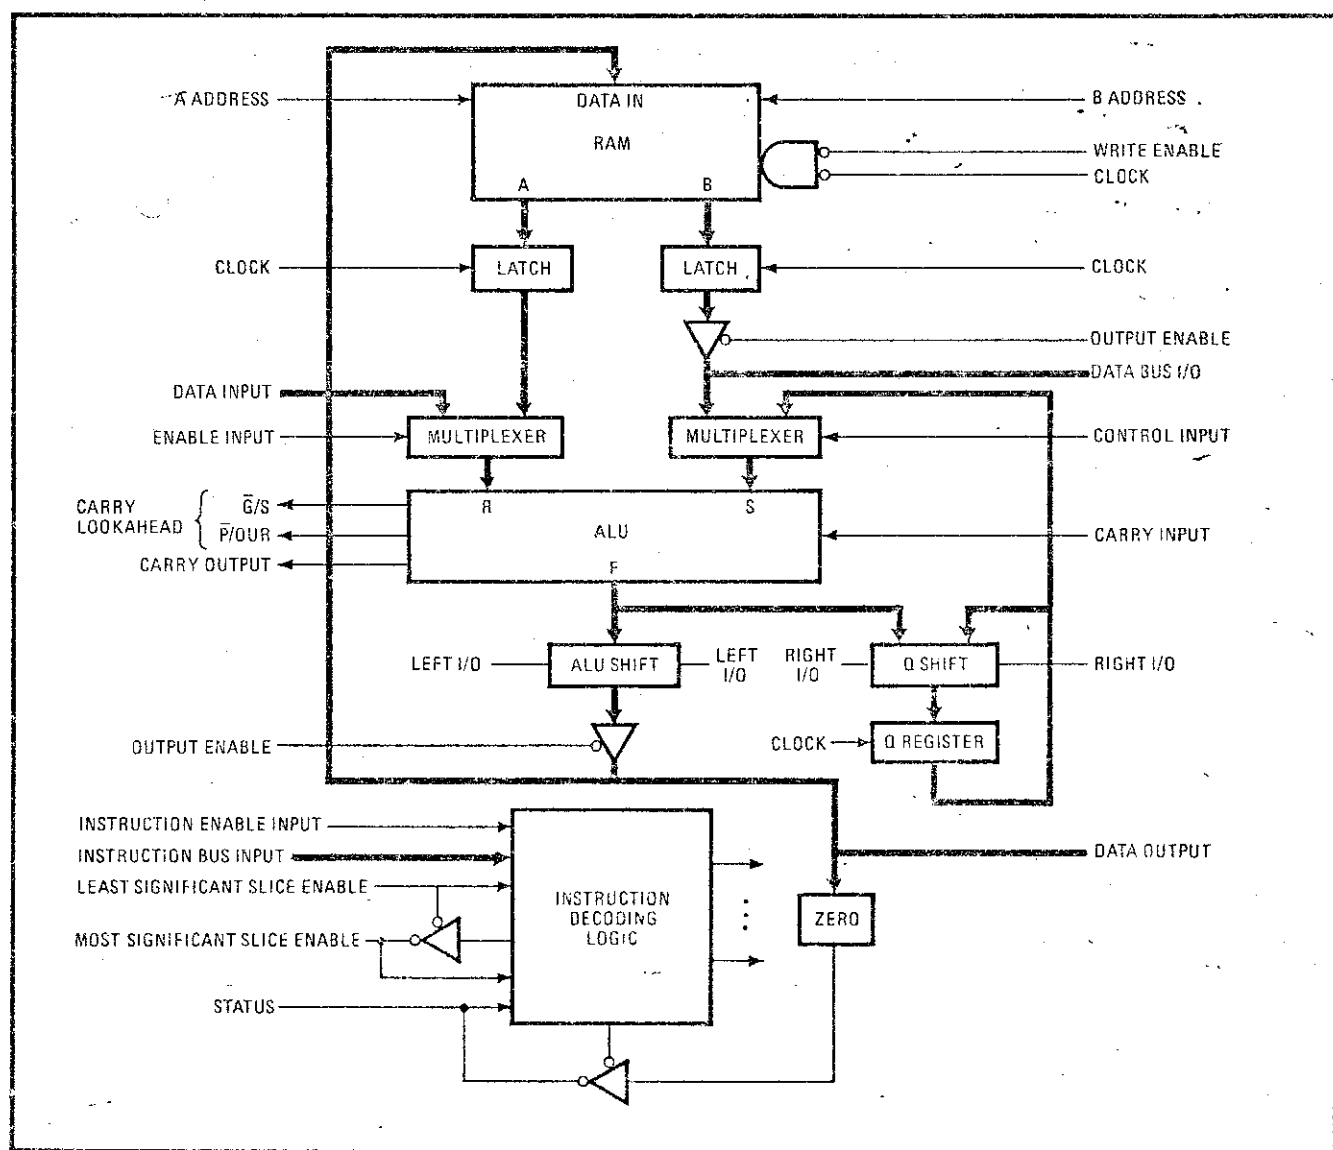 A ADDRESS
DATA IN
B ADDRESS
RAM
WRITE ENABLE
CLOCK
A
B
CLOCK
LATCH
LATCH
CLOCK
OUTPUT ENABLE
DATA BUS I/O
DATA INPUT
ENABLE INPUT
MULTIPLEXER
MULTIPLEXER
CONTROL INPUT
CARRY
LOOKAHEAD
G̅/S
P̅/OUR
R
S
ALU
CARRY INPUT
CARRY OUTPUT
F
LEFT I/O
ALU SHIFT
LEFT
I/O
RIGHT
I/O
Q SHIFT
RIGHT I/O
OUTPUT ENABLE
CLOCK
Q REGISTER
INSTRUCTION ENABLE INPUT
INSTRUCTION BUS INPUT
LEAST SIGNIFICANT SLICE ENABLE
MOST SIGNIFICANT SLICE ENABLE
STATUS
INSTRUCTION
DECODING
LOGIC
DATA OUTPUT
ZERO